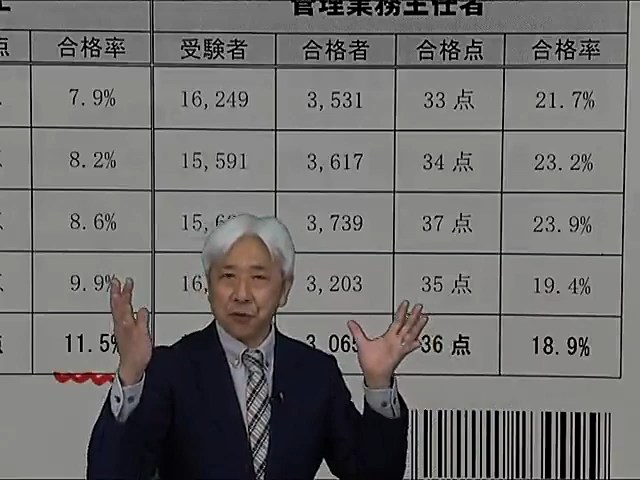 管理業務主任者
合格率 受験者 合格者 合格点 合格率
7.9% 16,249 3,531 33点 21.7%
8.2% 15,591 3,617 34点 23.2%
8.6% 3,739 37点 23.9%
9.9% 3,203 35点 19.4%
11.5% 36点 18.9%